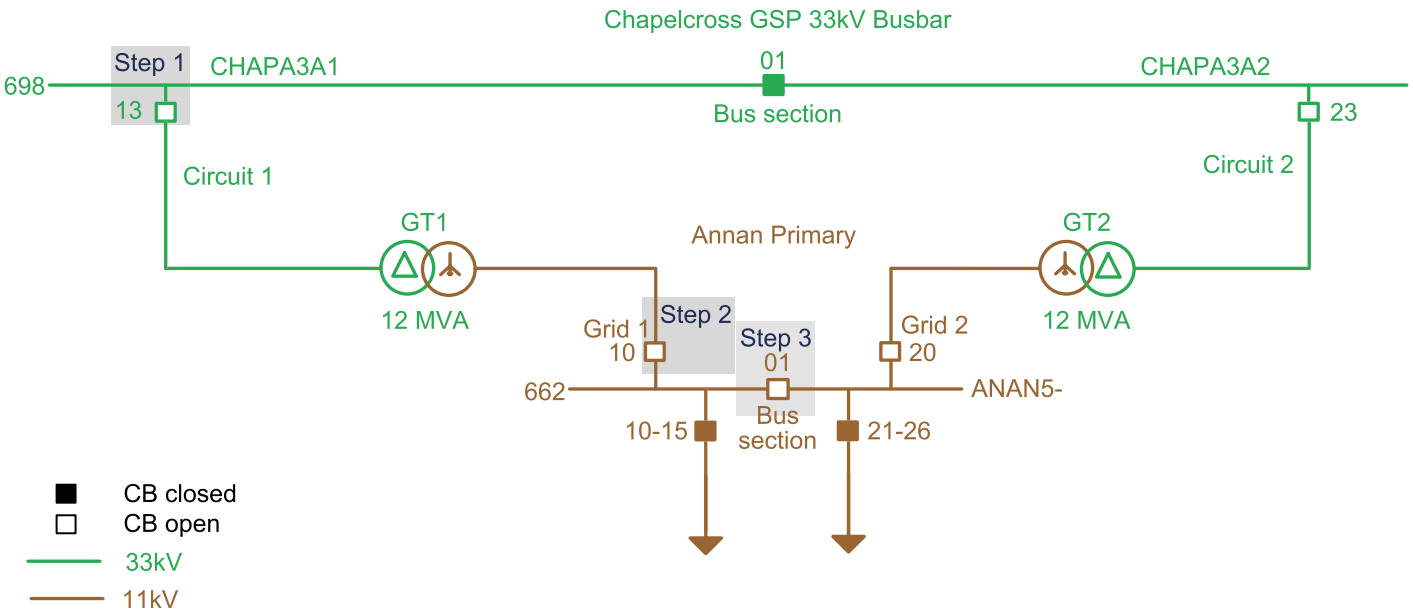 Chapelcross GSP 33kV Busbar
Step 1
CHAPA3A1
01
CHAPA3A2
698
13
Bus section
23
Circuit 1
Circuit 2
GT1
Annan Primary
GT2
12 MVA
12 MVA
Step 2
Grid 1
10
Step 3
01
Grid 2
20
662
ANAN5-
Bus
section
10-15
21-26
CB closed
CB open
33kV
11kV